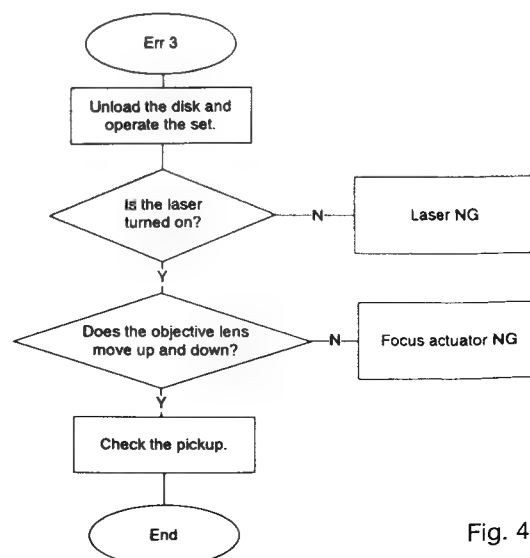 Err 3
Unload the disk and
operate the set.
Is the laser
turned on?
N
Laser NG
Y
Does the objective lens
move up and down?
N
Focus actuator NG
Y
Check the pickup.
End
Fig. 4